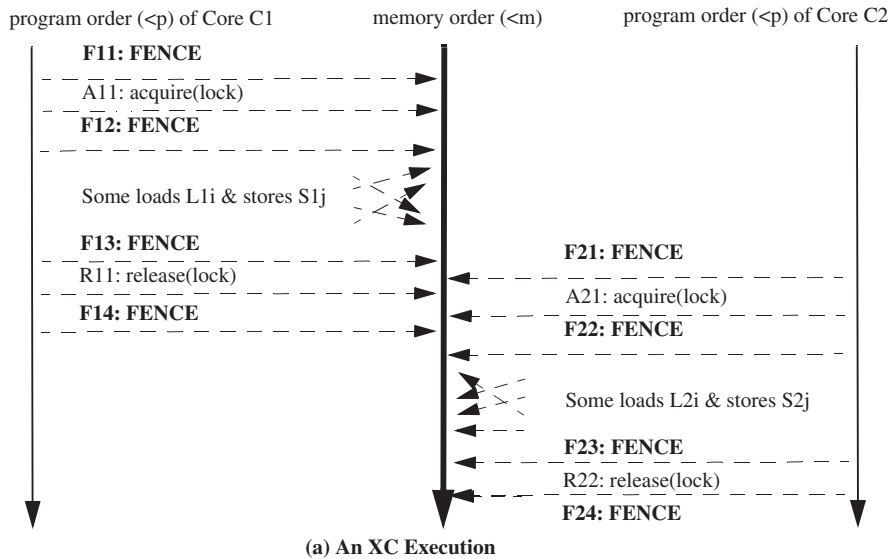 program order (<p) of Core C1
memory order (<m)
program order (<p) of Core C2
F11: FENCE
A11: acquire(lock)
F12: FENCE
Some loads L1i & stores S1j
F13: FENCE
R11: release(lock)
F14: FENCE
F21: FENCE
A21: acquire(lock)
F22: FENCE
Some loads L2i & stores S2j
F23: FENCE
R22: release(lock)
F24: FENCE
(a) An XC Execution